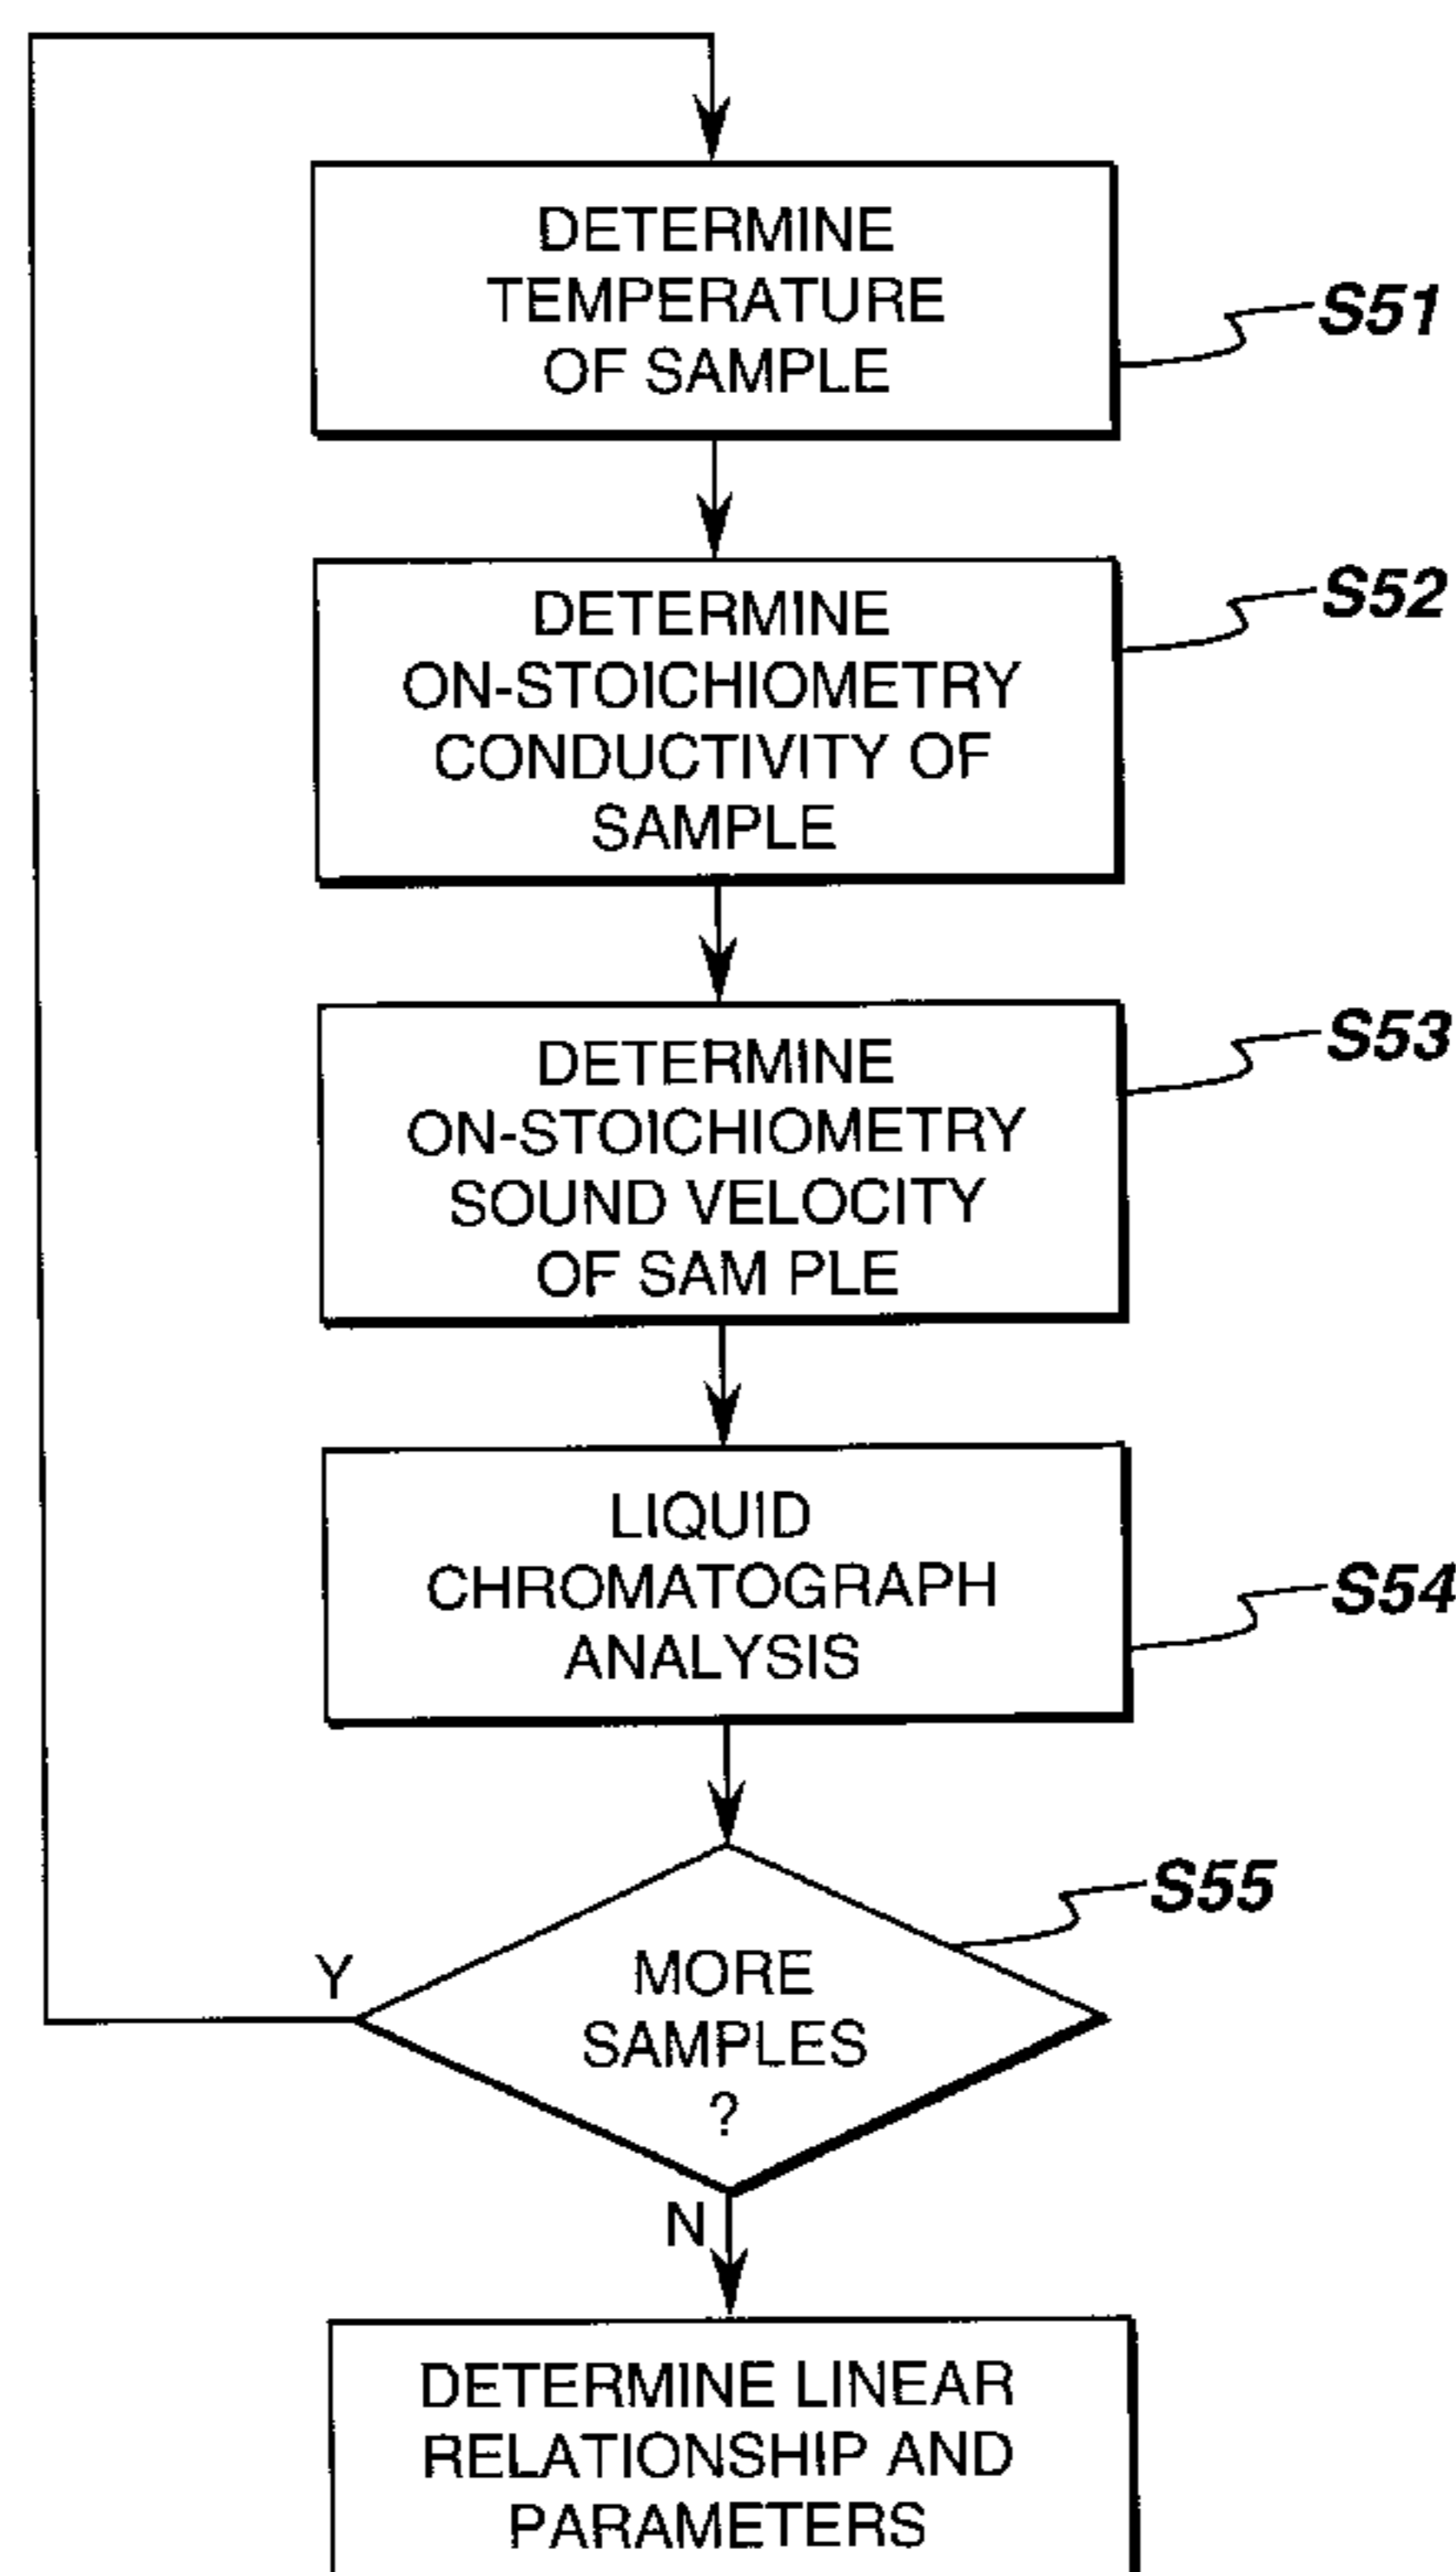 DETERMINE
TEMPERATURE
OF SAMPLE
S51
DETERMINE
ON-STOICHIOMETRY
CONDUCTIVITY OF
SAMPLE
S52
DETERMINE
ON-STOICHIOMETRY
SOUND VELOCITY
OF SAM PLE
S53
LIQUID
CHROMATOGRAPH
ANALYSIS
S54
MORE
SAMPLES
?
S55
Y
N
DETERMINE LINEAR
RELATIONSHIP AND
PARAMETERS